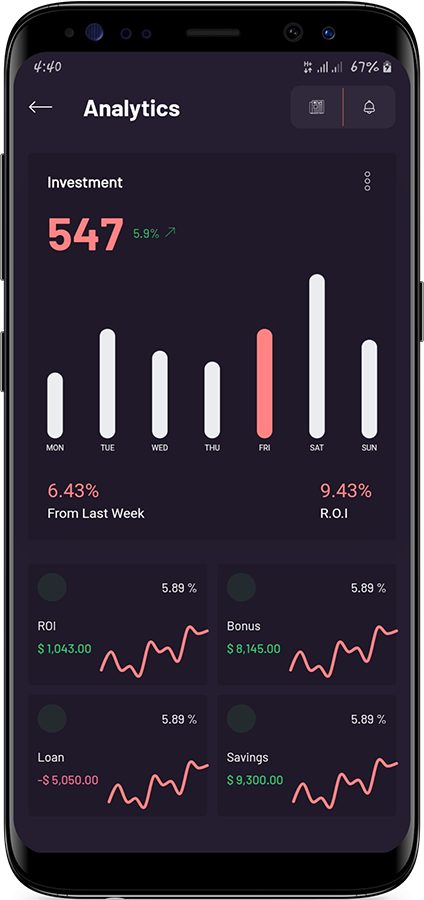 4:40 H+ 67%
Analytics
Investment
547 5.9%
MON TUE WED THU FRI SAT SUN
6.43% 9.43%
From Last Week R.O.I
5.89 %
ROI
$ 1,043.00
5.89 %
Bonus
$ 8,145.00
5.89 %
Loan
-$ 5,050.00
5.89 %
Savings
$ 9,300.00